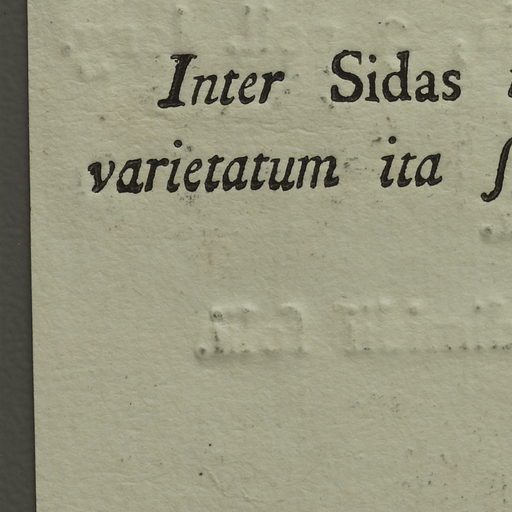 Inter Sidas
varietatum ita